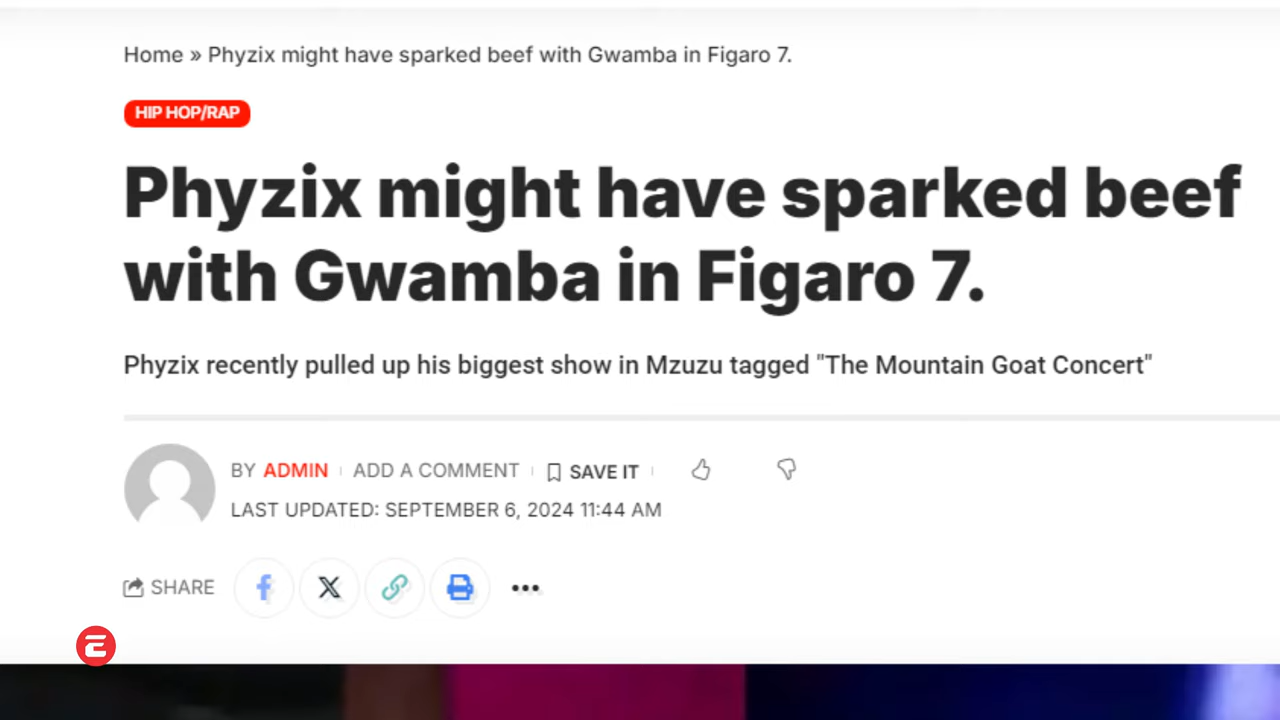 Home » Phyzix might have sparked beef with Gwamba in Figaro 7.
HIP HOP/RAP
Phyzix might have sparked beef
with Gwamba in Figaro 7.
Phyzix recently pulled up his biggest show in Mzuzu tagged "The Mountain Goat Concert"
BY ADMIN ADD A COMMENT SAVE IT
LAST UPDATED: SEPTEMBER 6, 2024 11:44 AM
SHARE